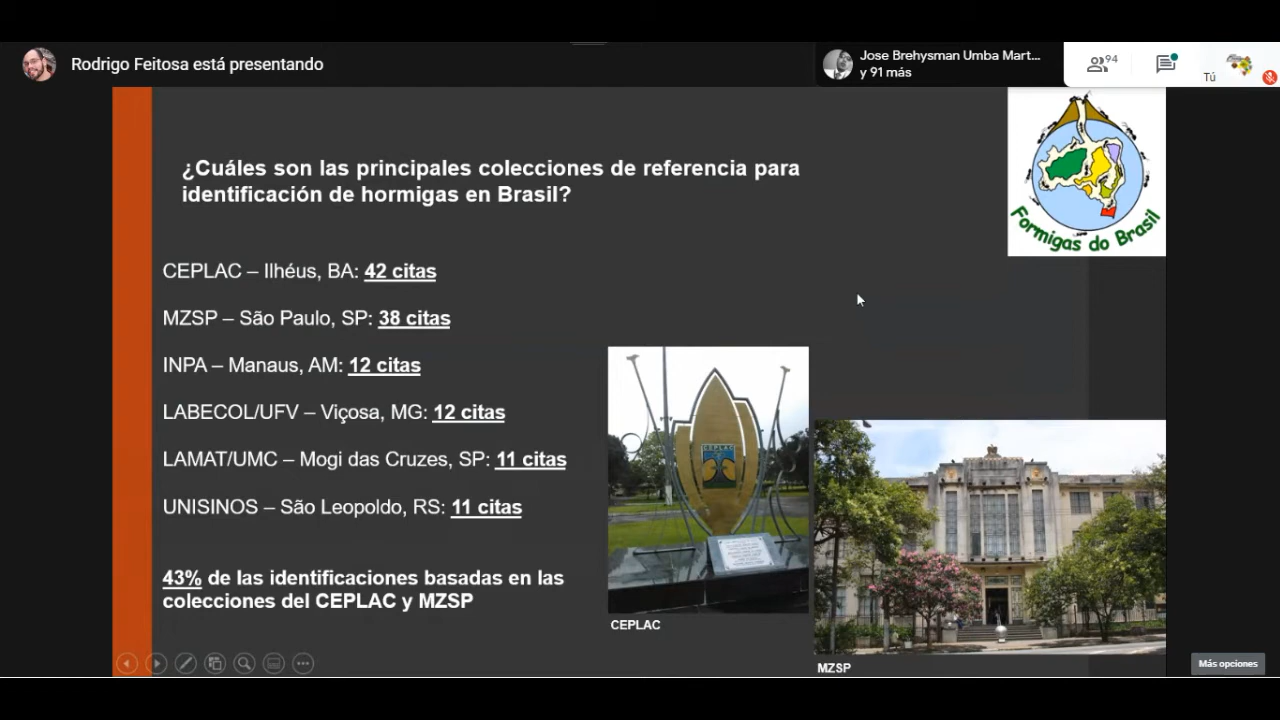 Rodrigo Feitosa está presentando
Jose Brehysman Umba Mart...
y 91 más
94
Tú
¿Cuáles son las principales colecciones de referencia para
identificación de hormigas en Brasil?
Formigas do Brasil
CEPLAC – Ilhéus, BA: 42 citas
MZSP – São Paulo, SP: 38 citas
INPA – Manaus, AM: 12 citas
LABECOL/UFV – Viçosa, MG: 12 citas
LAMAT/UMC – Mogi das Cruzes, SP: 11 citas
UNISINOS – São Leopoldo, RS: 11 citas
43% de las identificaciones basadas en las
colecciones del CEPLAC y MZSP
CEPLAC
CEPLAC
MZSP
Más opciones